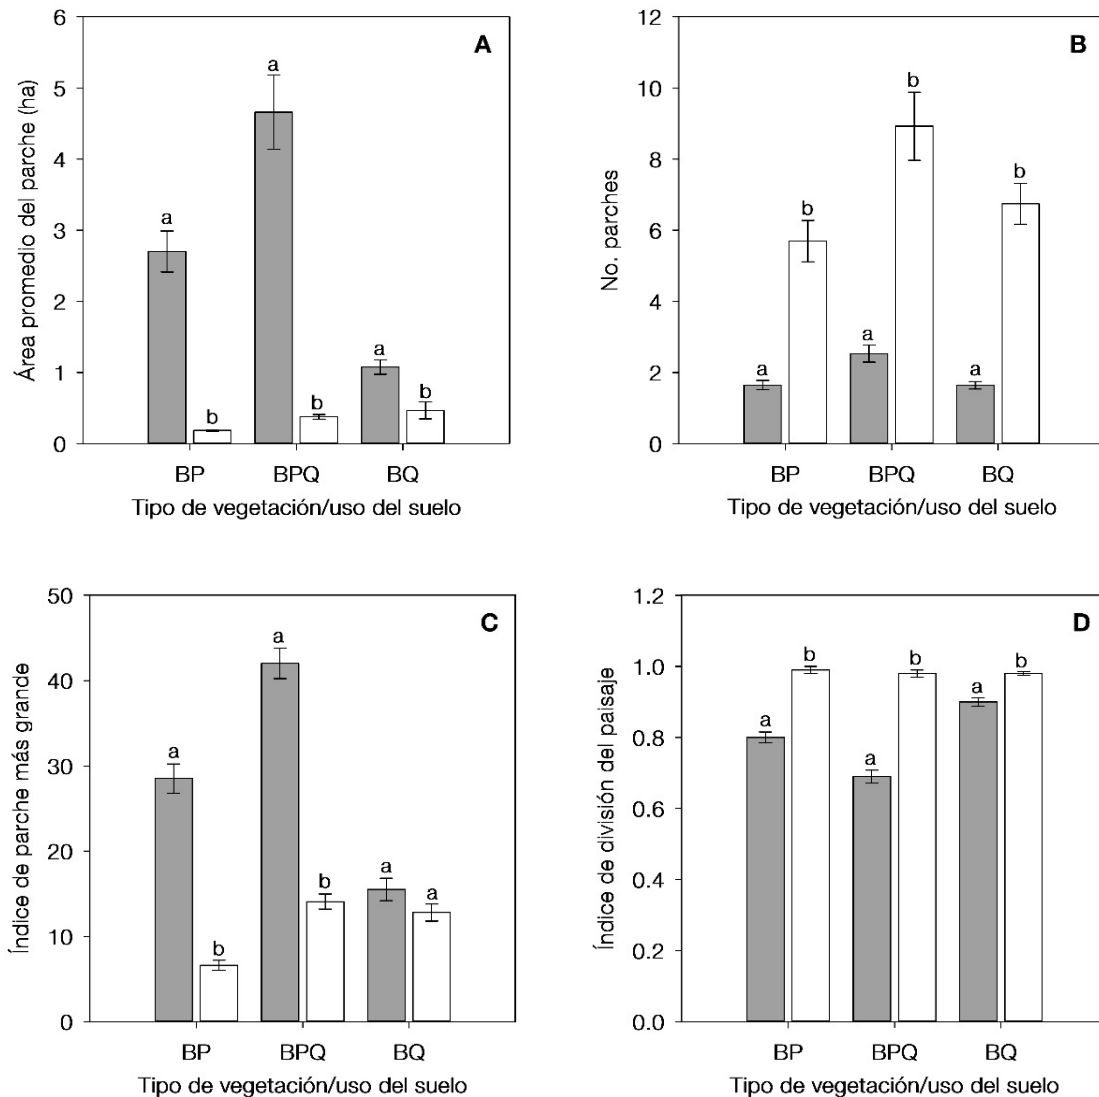 A
Área promedio del parche (ha)
6
5
4
3
2
1
0
a
b
a
b
a
b
BP BPQ BQ
Tipo de vegetación/uso del suelo
B
No. parches
12
10
8
6
4
2
0
a
b
a
b
a
b
BP BPQ BQ
Tipo de vegetación/uso del suelo
C
Índice de parche más grande
50
40
30
20
10
0
a
b
a
b
a
a
BP BPQ BQ
Tipo de vegetación/uso del suelo
D
Índice de división del paisaje
1.2
1.0
0.8
0.6
0.4
0.2
0.0
a
b
a
b
a
b
BP BPQ BQ
Tipo de vegetación/uso del suelo